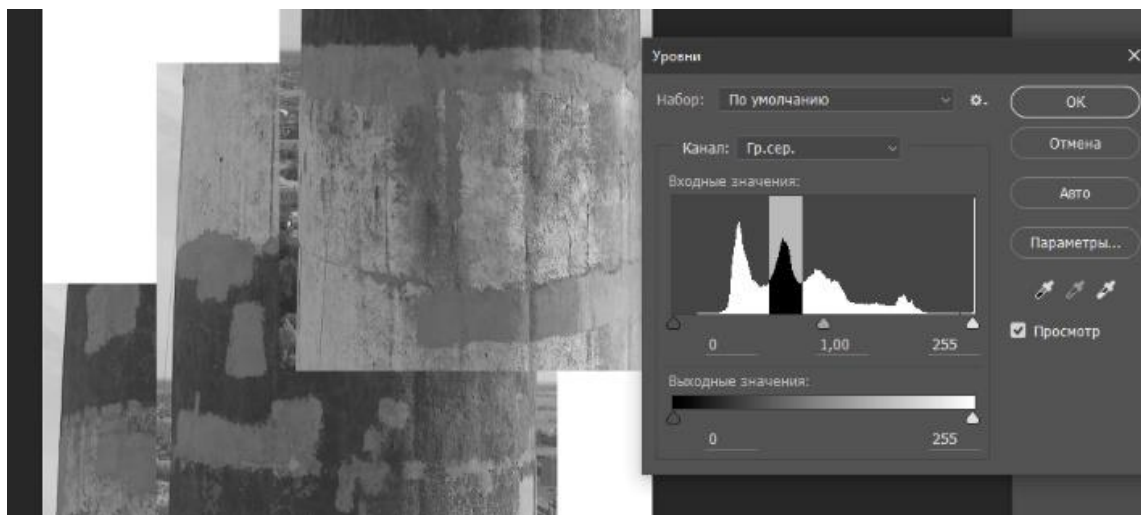 Уровни
Набор: По умолчанию
ОК
Канал: Гр.сер.
Отмена
Входные значения:
Авто
Параметры...
Просмотр
0 1,00 255
Выходные значения:
0 255